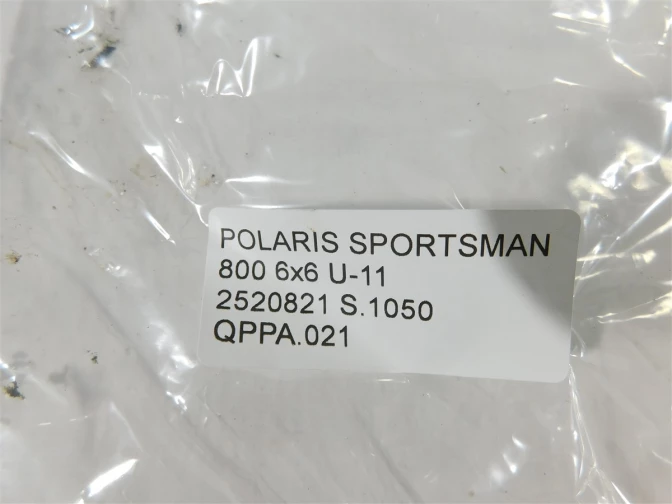 POLARIS SPORTSMAN
800 6x6 U-11
2520821 S.1050
QPPA.021